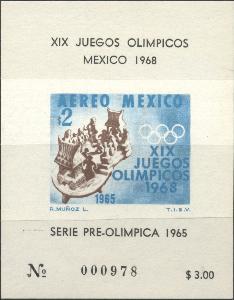 XIX JUEGOS OLIMPICOS
MEXICO 1968
AEREO MEXICO
$2
XIX
JUEGOS
OLIMPICOS
1965 1968
R. MUÑOZ L. T.I.E.V.
SERIE PRE-OLIMPICA 1965
Nº 000978 $ 3.00